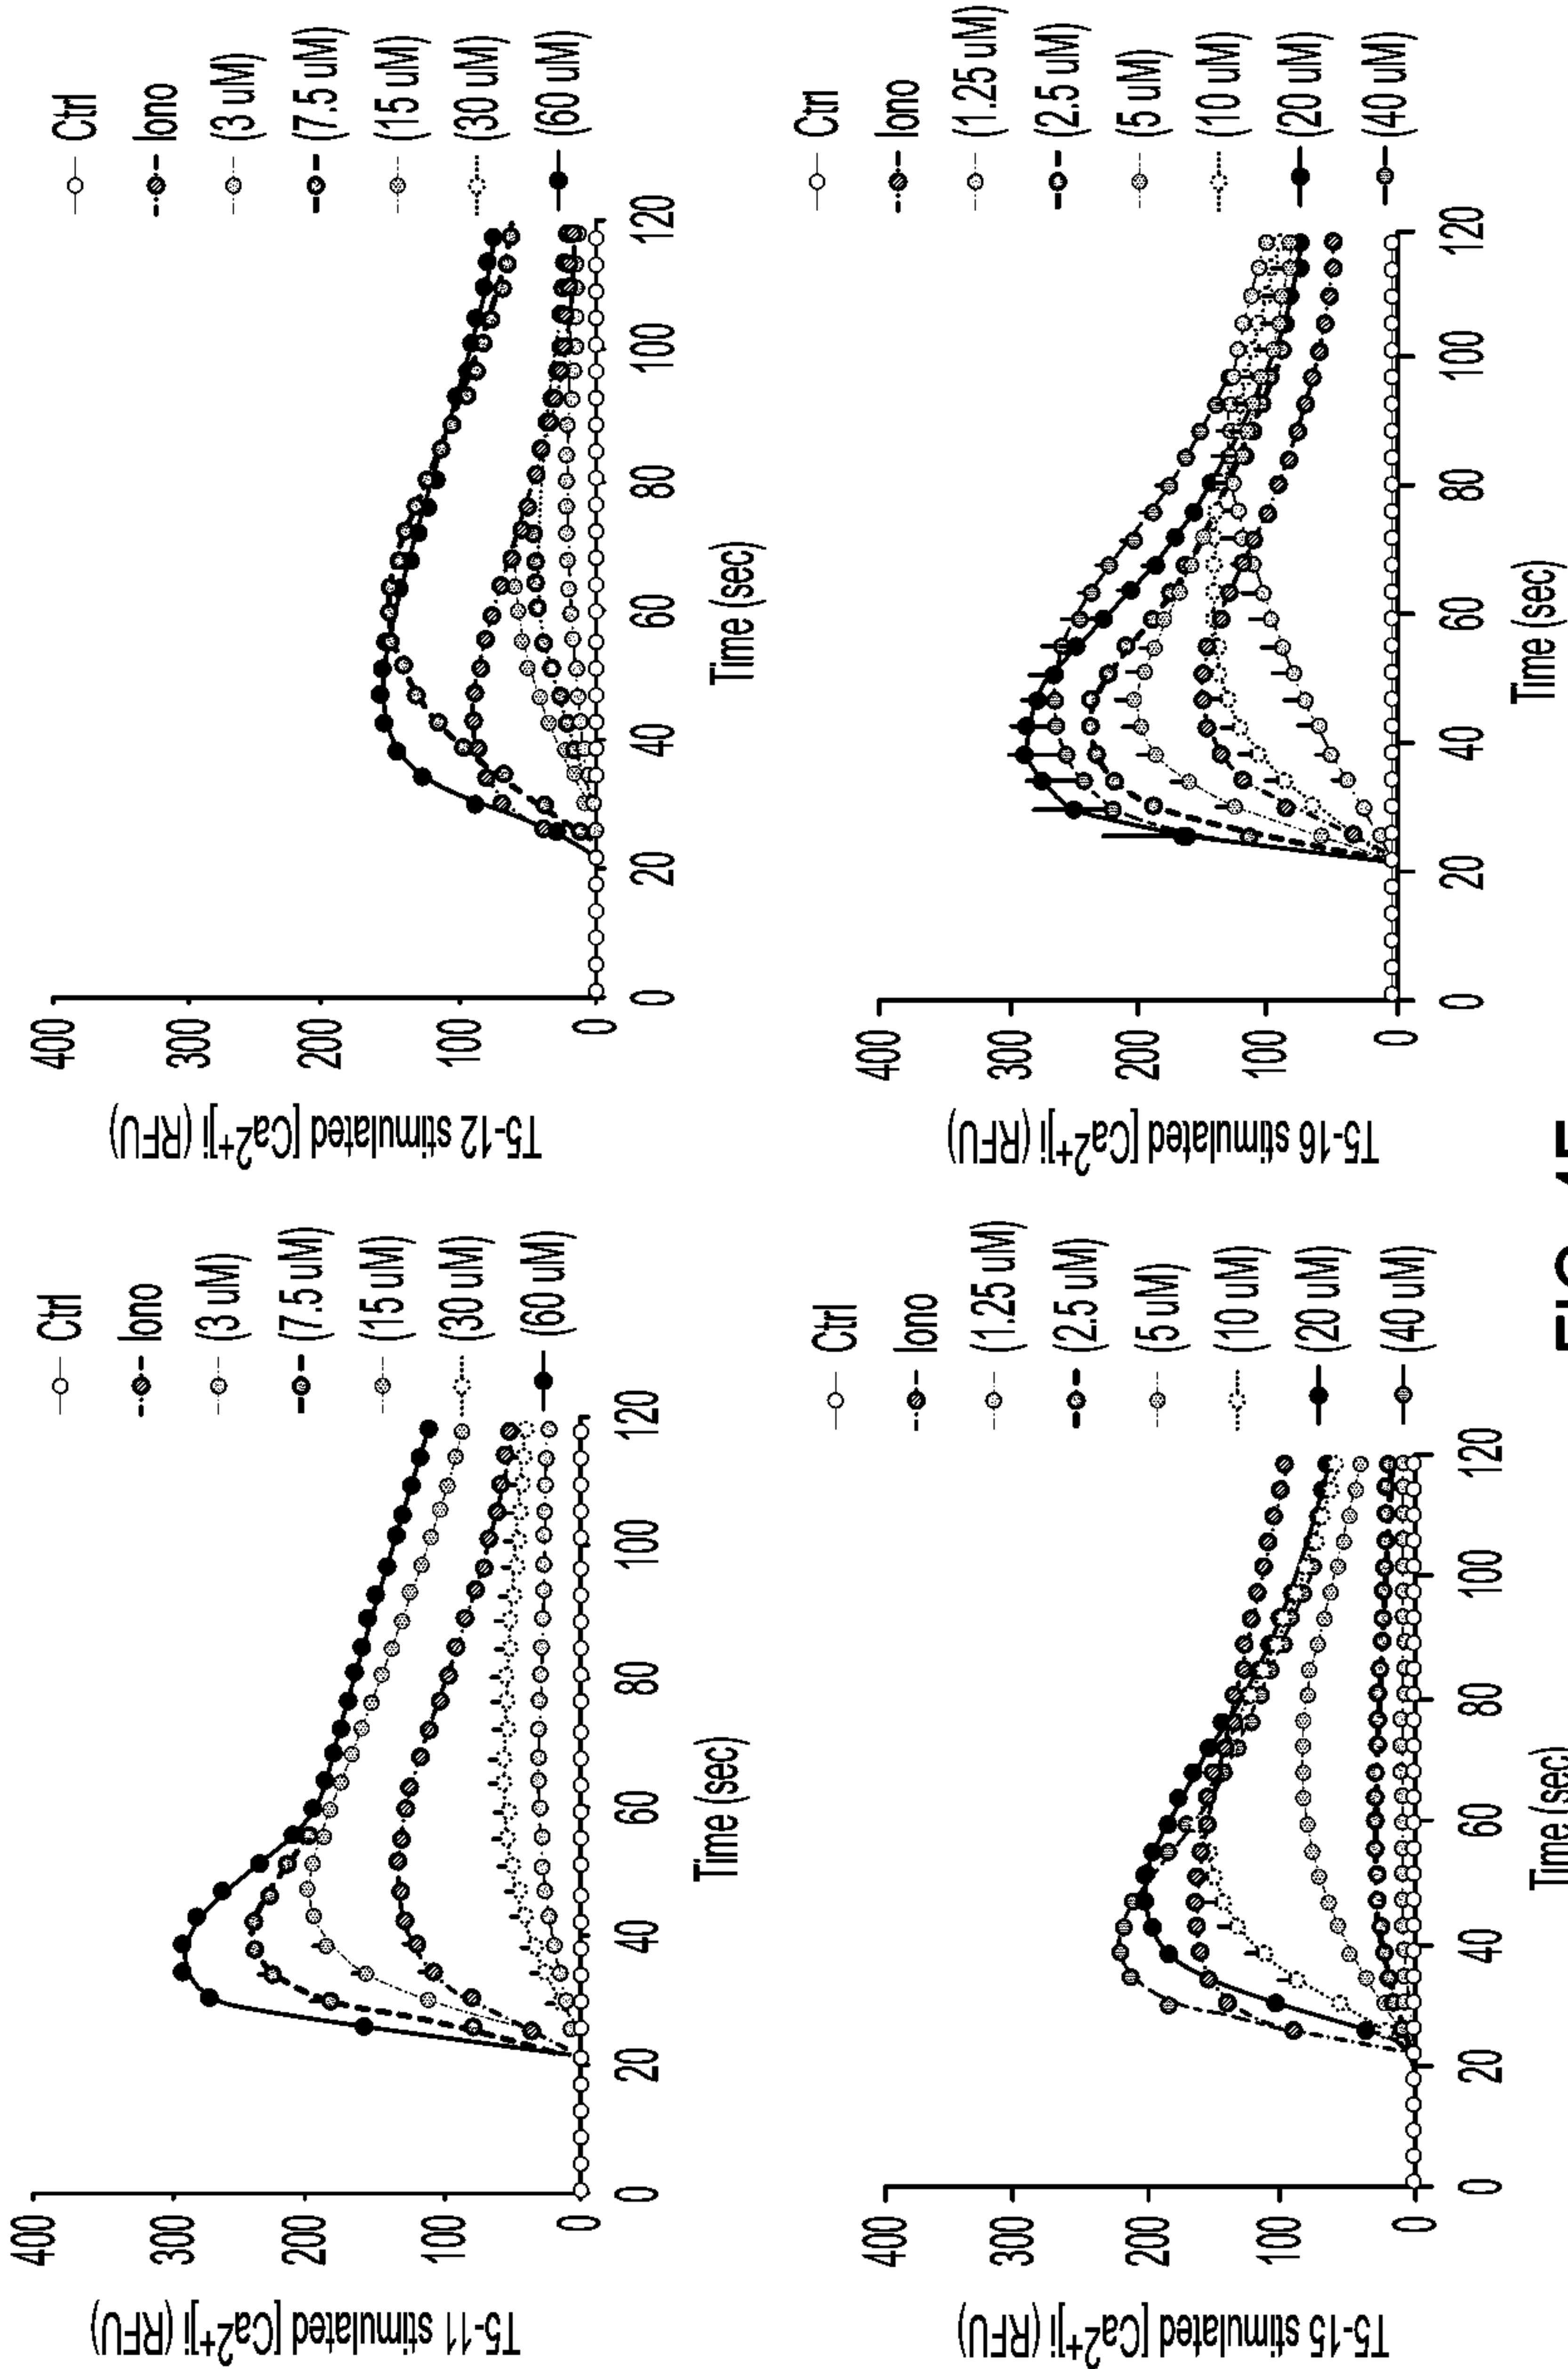 T5-11 stimulated [Ca2+]i (RFU)
400
300
200
100
0
0
20
40
60
80
100
120
Time (sec)
Ctrl
Iono
(3 uM)
(7.5 uM)
(15 uM)
(30 uM)
(60 uM)
T5-12 stimulated [Ca2+]i (RFU)
400
300
200
100
0
0
20
40
60
80
100
120
Time (sec)
Ctrl
Iono
(3 uM)
(7.5 uM)
(15 uM)
(30 uM)
(60 uM)
T5-15 stimulated [Ca2+]i (RFU)
400
300
200
100
0
0
20
40
60
80
100
120
Time (sec)
Ctrl
Iono
(1.25 uM)
(2.5 uM)
(5 uM)
(10 uM)
(20 uM)
(40 uM)
T5-16 stimulated [Ca2+]i (RFU)
400
300
200
100
0
0
20
40
60
80
100
120
Time (sec)
Ctrl
Iono
(1.25 uM)
(2.5 uM)
(5 uM)
(10 uM)
(20 uM)
(40 uM)